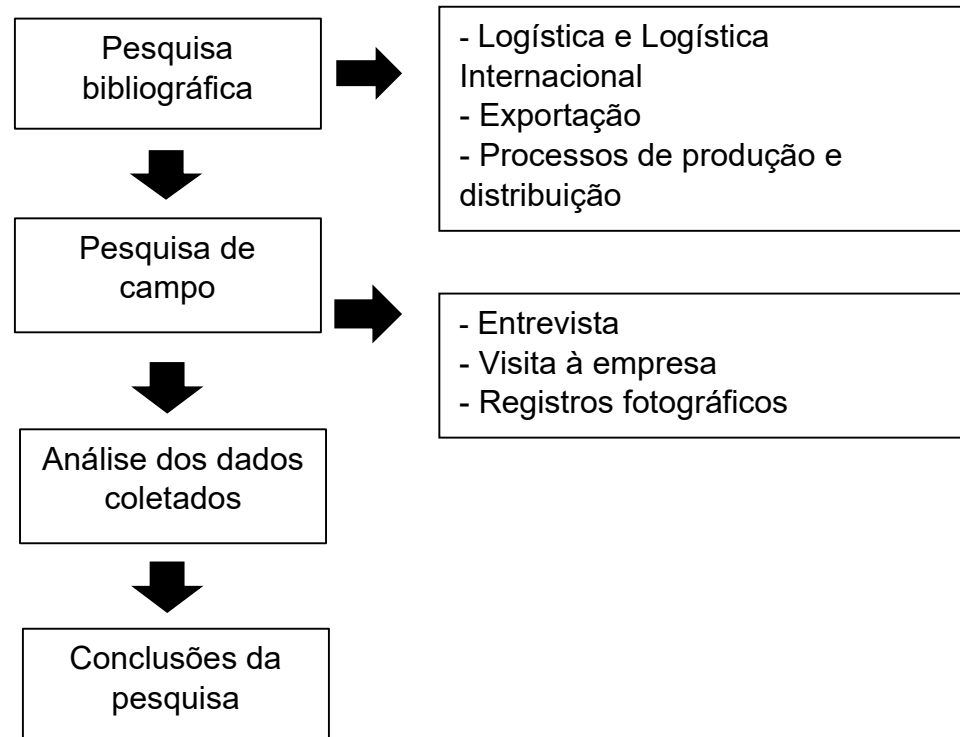 Pesquisa
bibliográfica
- Logística e Logística
Internacional
- Exportação
- Processos de produção e
distribuição
Pesquisa de
campo
- Entrevista
- Visita à empresa
- Registros fotográficos
Análise dos dados
coletados
Conclusões da
pesquisa